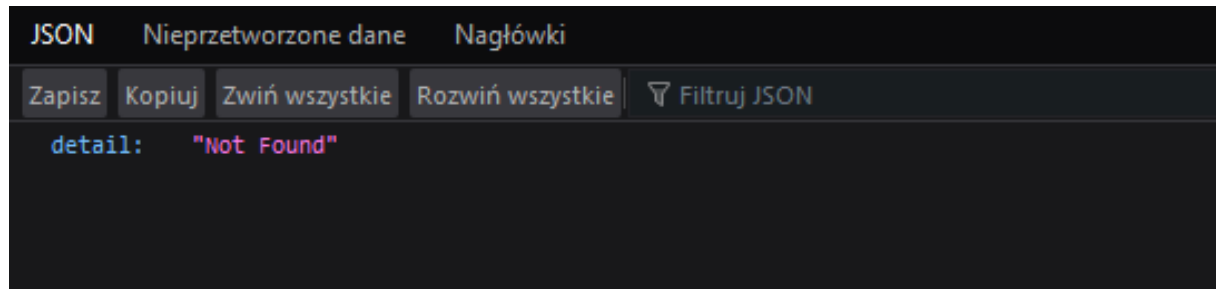 JSON Nieprzetworzone dane Nagłówki
Zapisz Kopiuj Zwiń wszystkie Rozwiń wszystkie Filtruj JSON
detail: "Not Found"